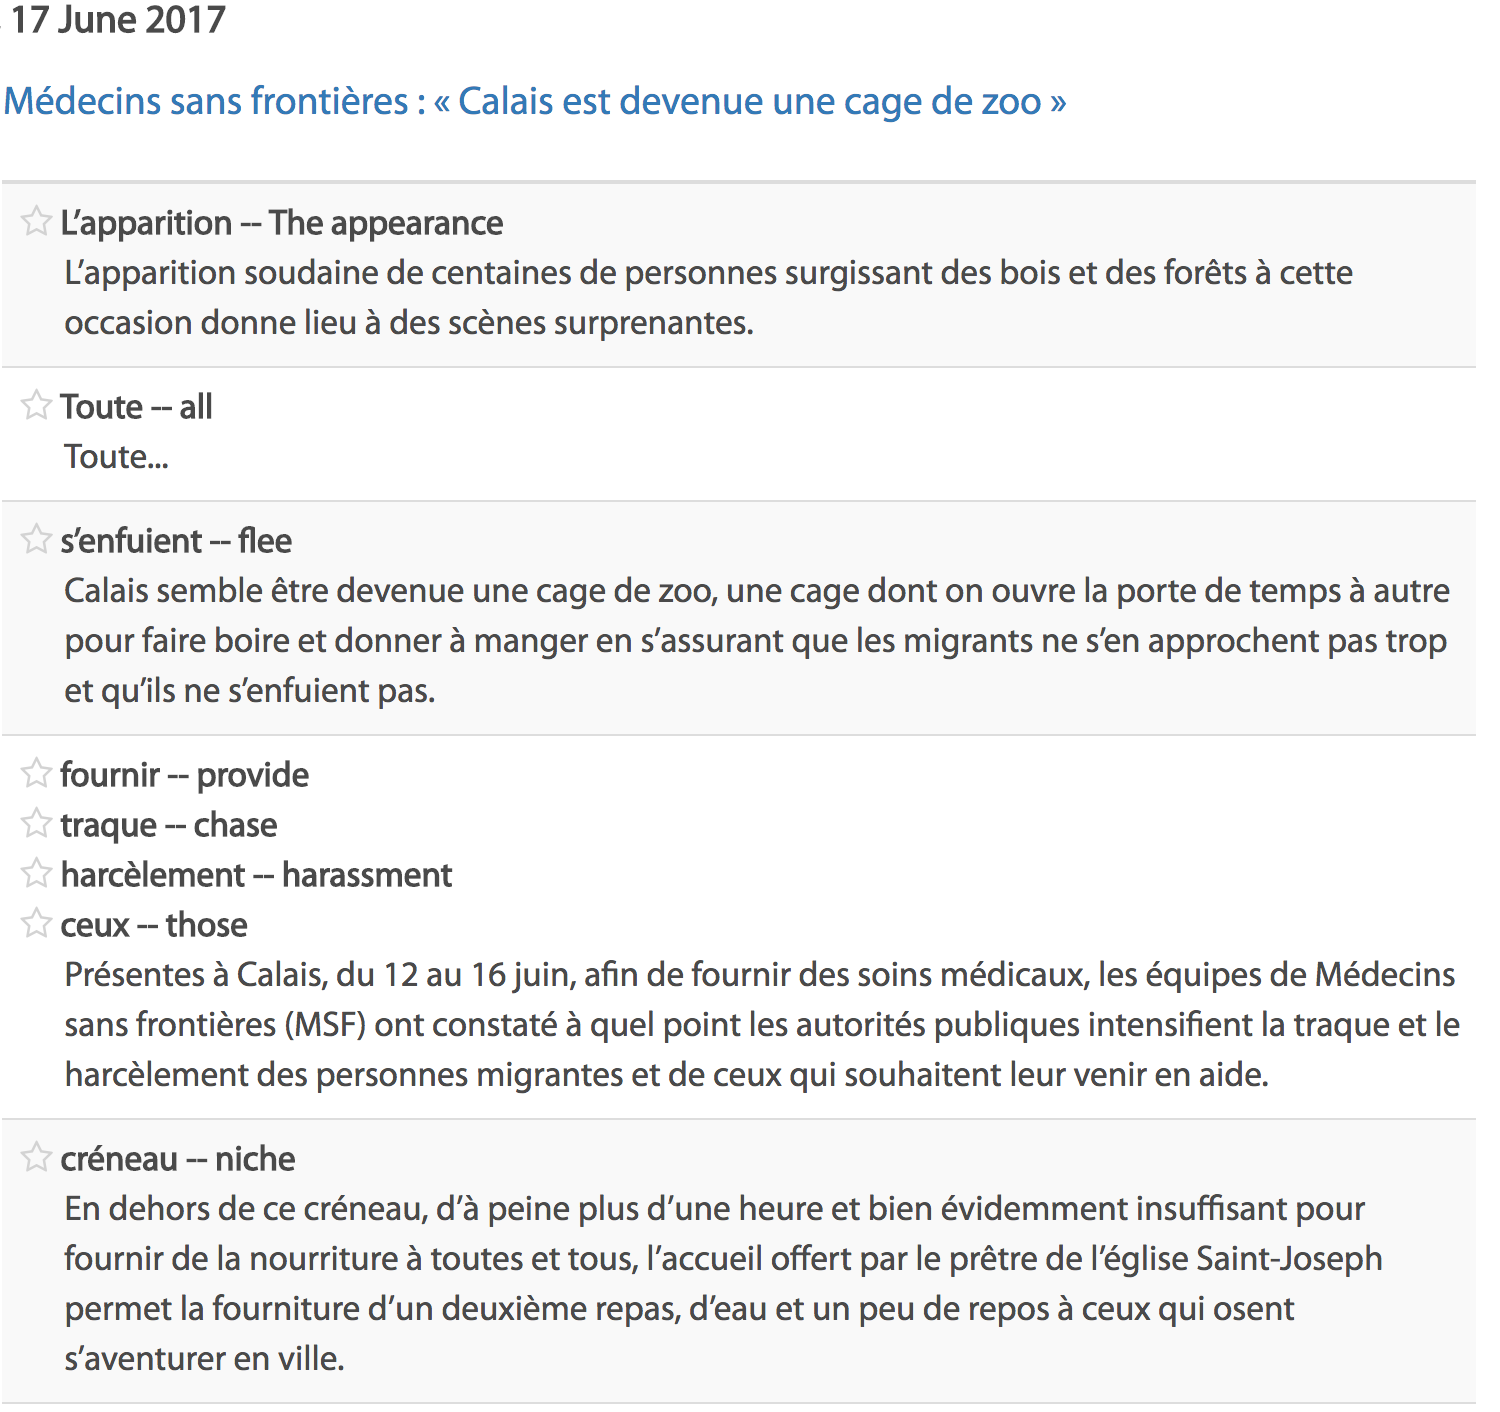 17 June 2017
Médecins sans frontières : « Calais est devenue une cage de zoo »
L’apparition -- The appearance
L’apparition soudaine de centaines de personnes surgissant des bois et des forêts à cette
occasion donne lieu à des scènes surprenantes.
Toute -- all
Toute...
s’enfuient -- flee
Calais semble être devenue une cage de zoo, une cage dont on ouvre la porte de temps à autre
pour faire boire et donner à manger en s’assurant que les migrants ne s’en approchent pas trop
et qu’ils ne s’enfuient pas.
fournir -- provide
traque -- chase
harcèlement -- harassment
ceux -- those
Présentes à Calais, du 12 au 16 juin, afin de fournir des soins médicaux, les équipes de Médecins
sans frontières (MSF) ont constaté à quel point les autorités publiques intensifient la traque et le
harcèlement des personnes migrantes et de ceux qui souhaitent leur venir en aide.
créneau -- niche
En dehors de ce créneau, d’à peine plus d’une heure et bien évidemment insuffisant pour
fournir de la nourriture à toutes et tous, l’accueil offert par le prêtre de l’église Saint-Joseph
permet la fourniture d’un deuxième repas, d’eau et un peu de repos à ceux qui osent
s’aventurer en ville.